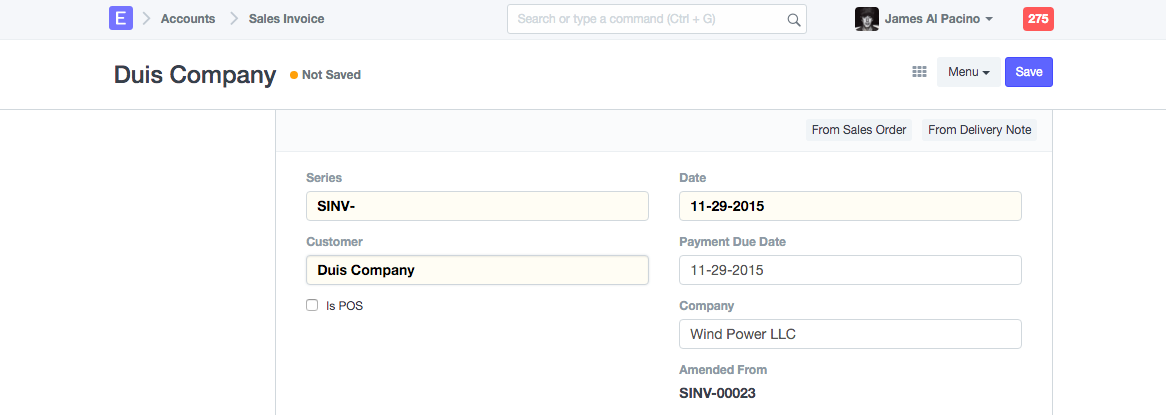 E Accounts Sales Invoice Search or type a command (Ctrl + G) James Al Pacino 275
Duis Company Not Saved Menu Save
From Sales Order From Delivery Note
Series Date
SINV- 11-29-2015
Customer Payment Due Date
Duis Company 11-29-2015
Is POS Company
Wind Power LLC
Amended From
SINV-00023